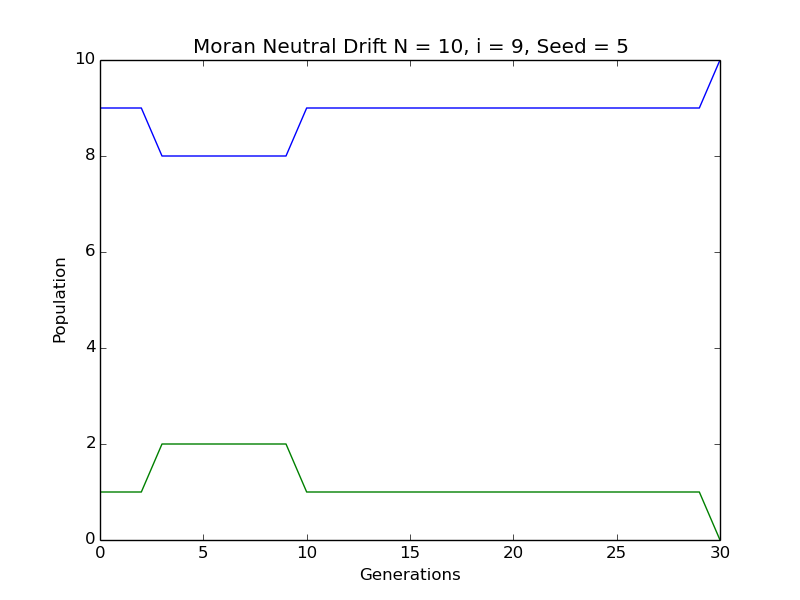 Moran Neutral Drift N = 10, i = 9, Seed = 5
10
8
6
4
2
0
Population
0 5 10 15 20 25 30
Generations